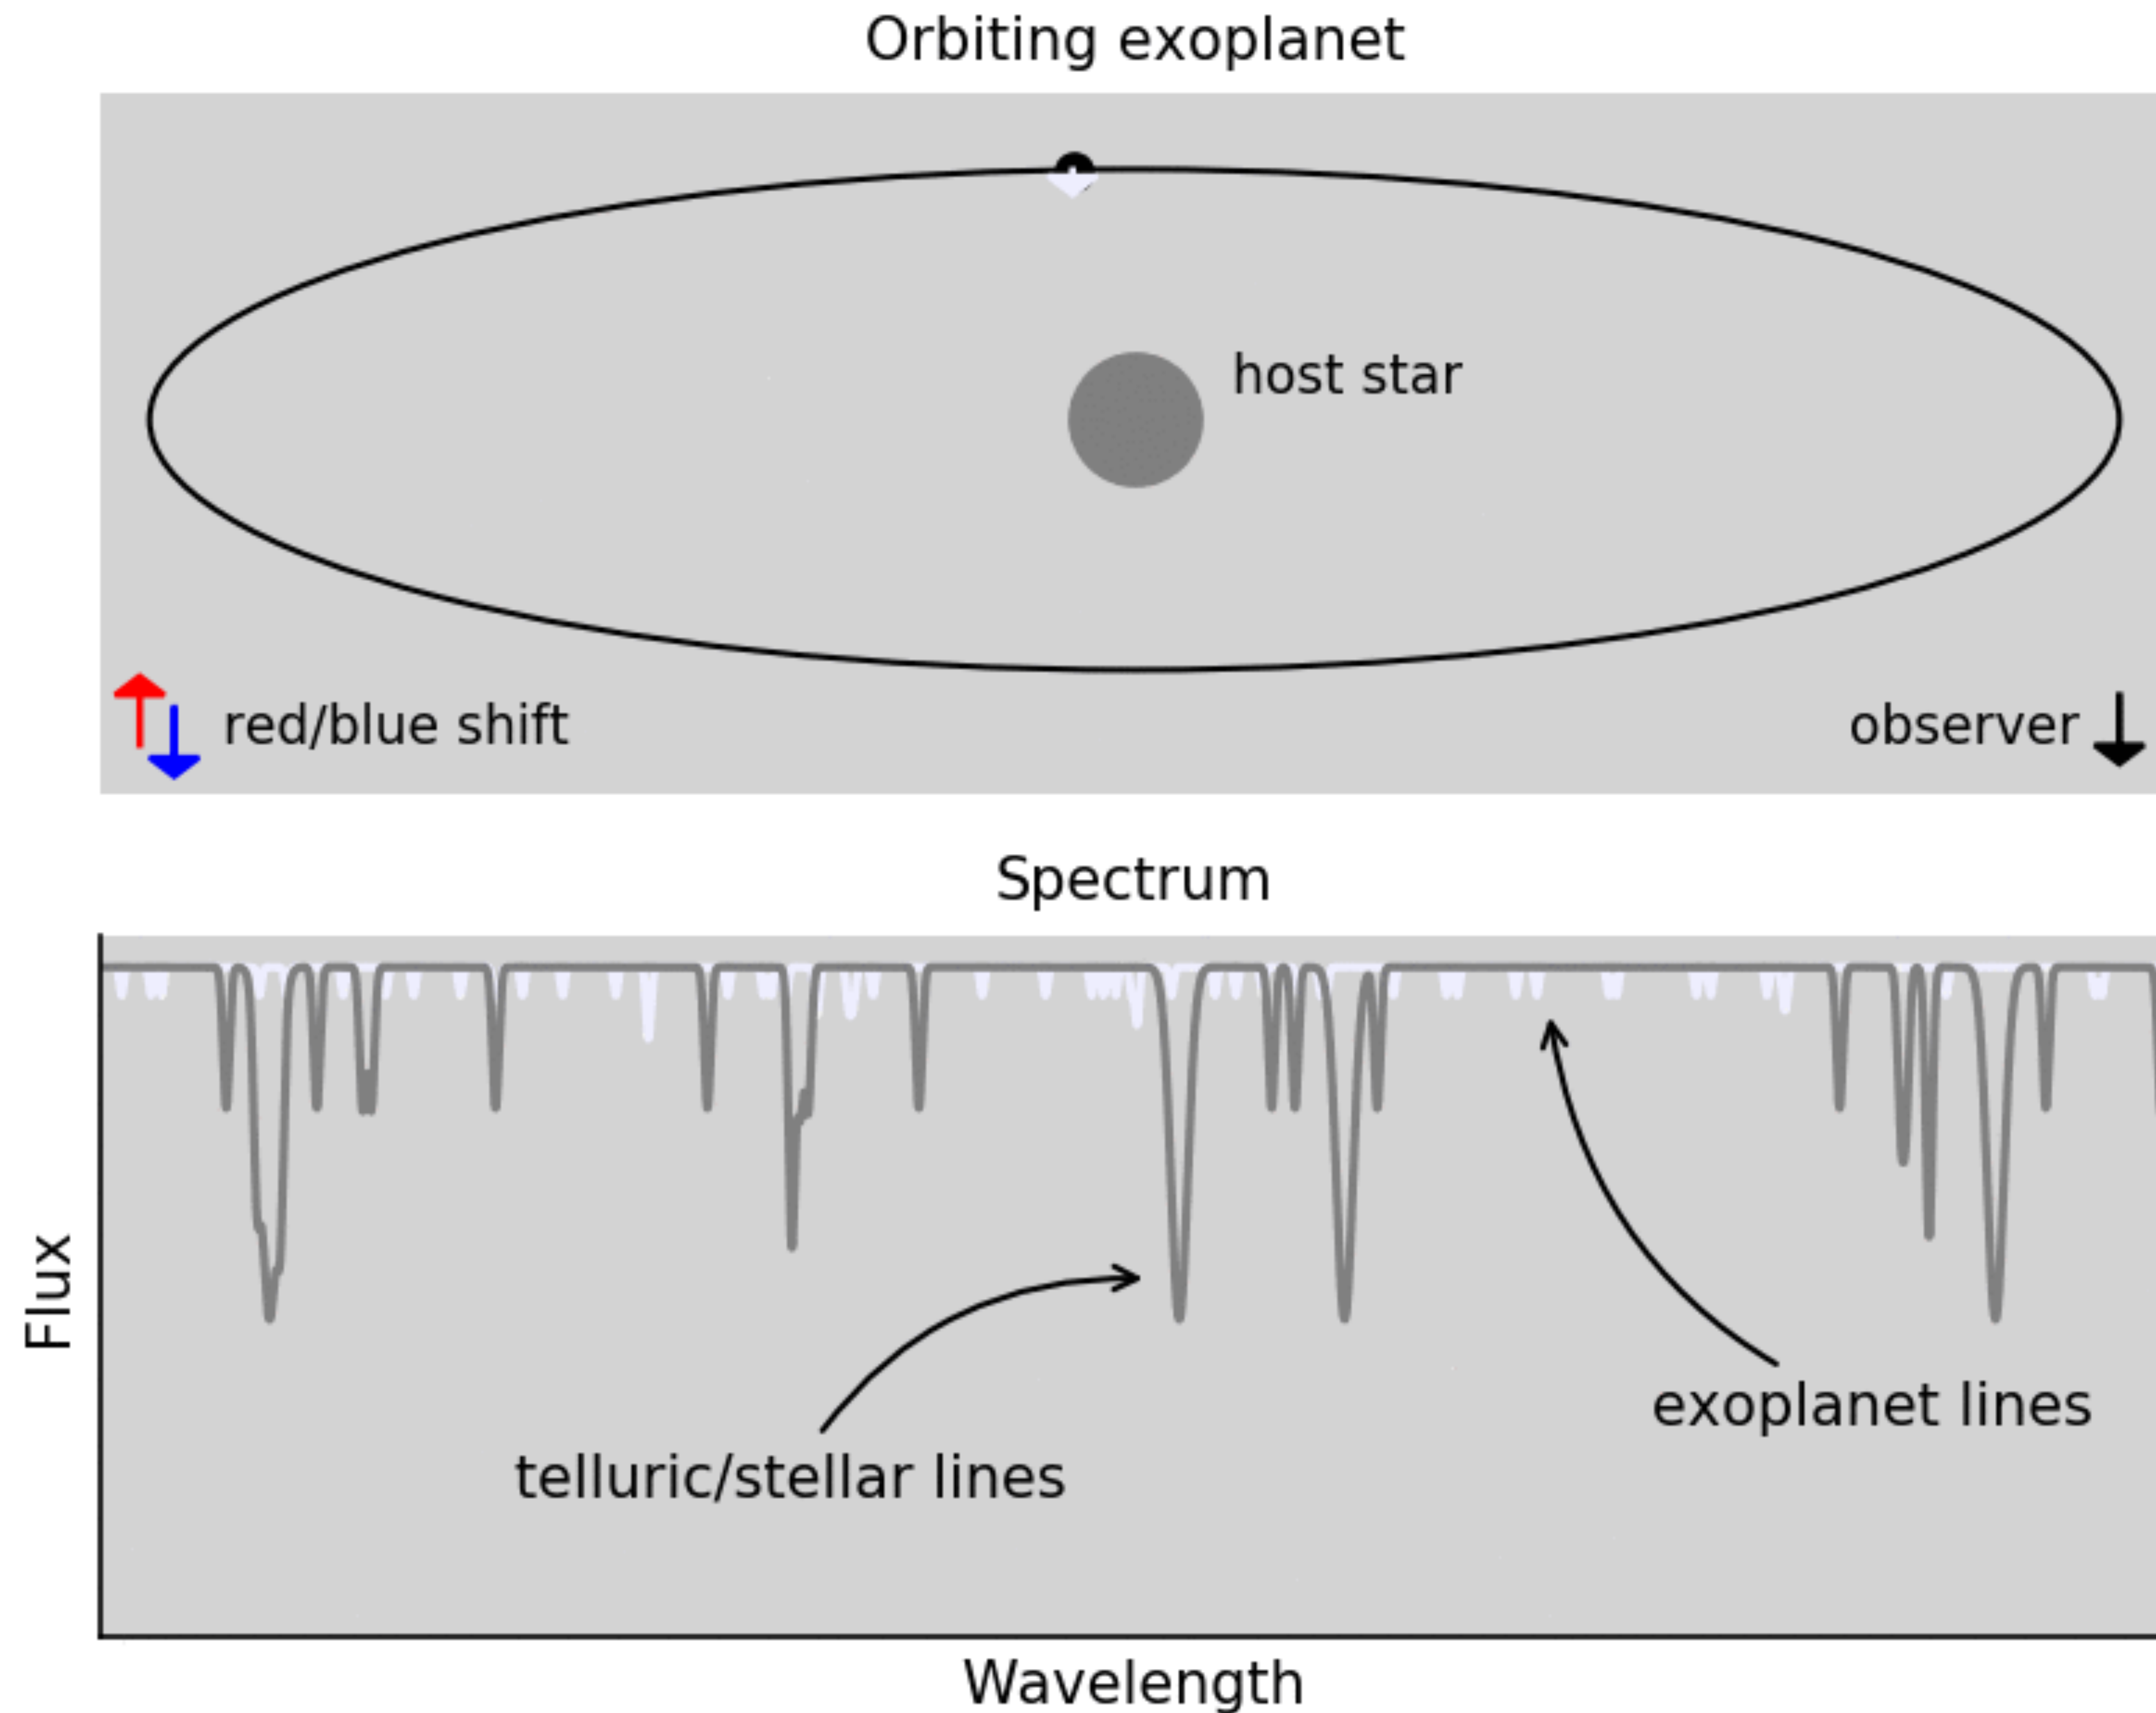 Orbiting exoplanet
host star
red/blue shift
observer
Spectrum
Flux
telluric/stellar lines
exoplanet lines
Wavelength